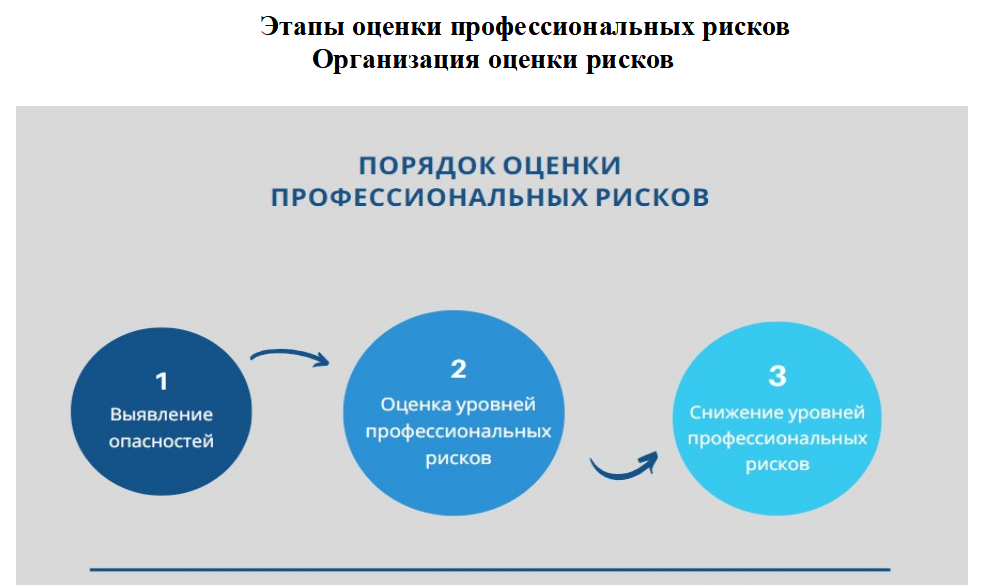 Этапы оценки профессиональных рисков
Организация оценки рисков
ПОРЯДОК ОЦЕНКИ
ПРОФЕССИОНАЛЬНЫХ РИСКОВ
1
Выявление
опасностей
2
Оценка уровней
профессиональных
рисков
3
Снижение уровней
профессиональных
рисков